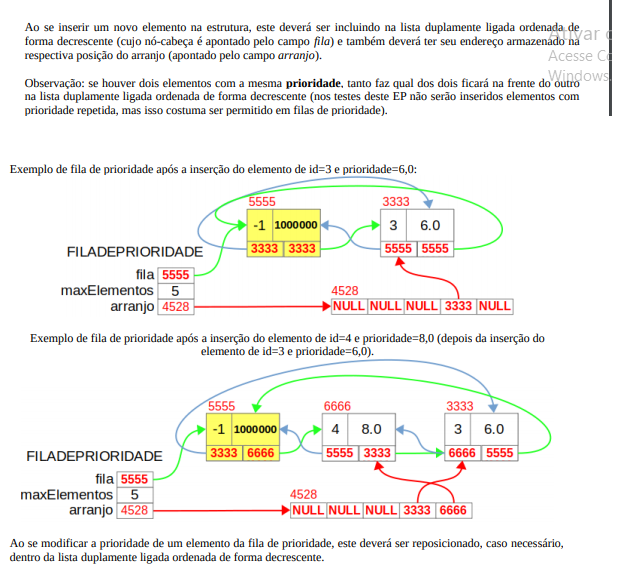 Ao se inserir um novo elemento na estrutura, este deverá ser incluindo na lista duplamente ligada ordenada de
forma decrescente (cujo nó-cabeça é apontado pelo campo fila) e também deverá ter seu endereço armazenado na
respectiva posição do arranjo (apontado pelo campo arranjo).
Ativar
Acesse Co
Windows
Observação: se houver dois elementos com a mesma prioridade, tanto faz qual dos dois ficará na frente do outro
na lista duplamente ligada ordenada de forma decrescente (nos testes deste EP não serão inseridos elementos com
prioridade repetida, mas isso costuma ser permitido em filas de prioridade).
Exemplo de fila de prioridade após a inserção do elemento de id=3 e prioridade=6,0:
5555 3333
-1 1000000 3 6.0
3333 3333 5555 5555
FILADEPRIORIDADE
fila 5555
maxElementos 5
4528
arranjo 4528 NULL NULL NULL 3333 NULL
Exemplo de fila de prioridade após a inserção do elemento de id=4 e prioridade=8,0 (depois da inserção do
elemento de id=3 e prioridade=6,0).
5555 6666 3333
-1 1000000 4 8.0 3 6.0
3333 6666 5555 3333 6666 5555
FILADEPRIORIDADE
fila 5555
maxElementos 5
4528
arranjo 4528 NULL NULL NULL 3333 6666
Ao se modificar a prioridade de um elemento da fila de prioridade, este deverá ser reposicionado, caso necessário,
dentro da lista duplamente ligada ordenada de forma decrescente.